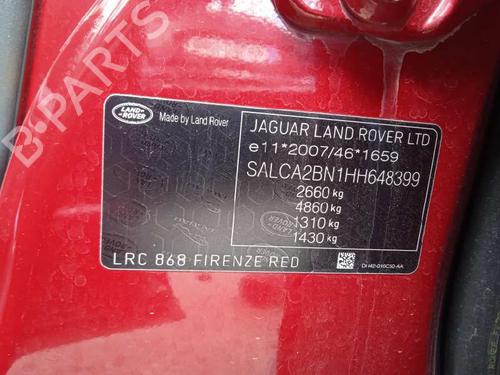 B-PARTS
LAND-
ROVER
Made by Land Rover
JAGUAR LAND ROVER LTD
e11*2007/46*1659
SALCA2BN1HH648399
2660 kg
4860 kg
1310 kg
1430 kg
LRC 868 FIRENZE RED